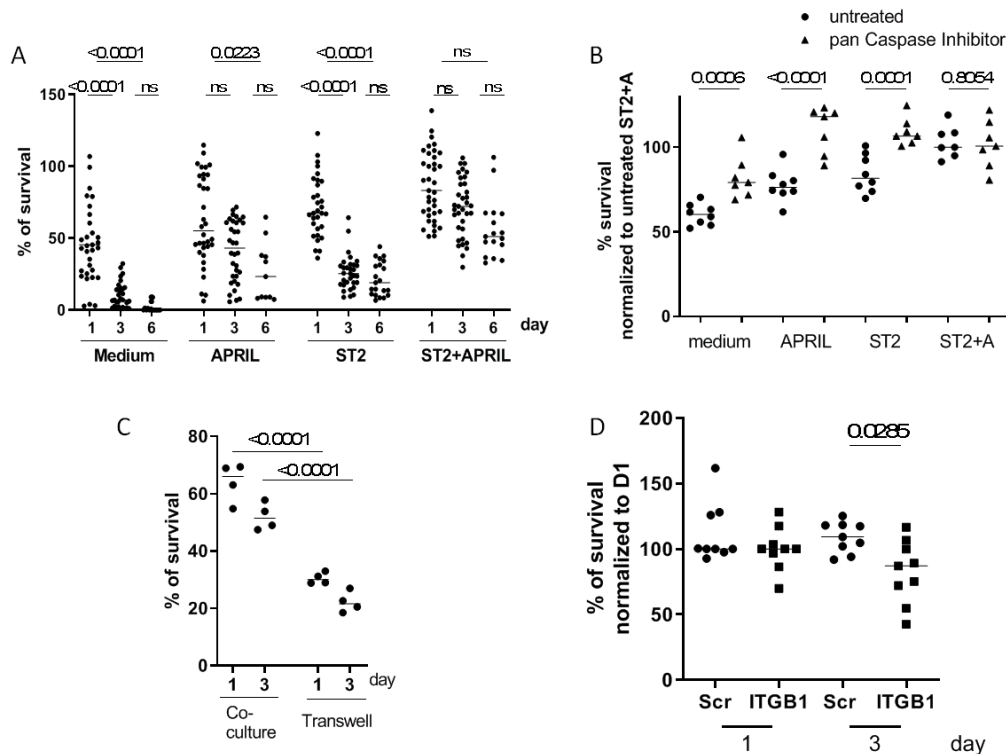 untreated
pan Caspase Inhibitor
A
<0.0001 0.0223 <0.0001 ns
<0.0001 ns ns ns <0.0001 ns ns ns
150
100
50
0
% of survival
1 3 6 1 3 6 1 3 6 1 3 6 day
Medium APRIL ST2 ST2+APRIL
B
0.0006 <0.0001 0.0001 0.8054
100
50
0
% survival
normalized to untreated ST2+A
medium APRIL ST2 ST2+A
C
<0.0001
<0.0001
80
60
40
20
0
% of survival
1 3 1 3 day
Co-
culture Transwell
D
0.0285
200
150
100
50
0
% of survival
normalized to D1
Scr ITGB1 Scr ITGB1
1 3 day